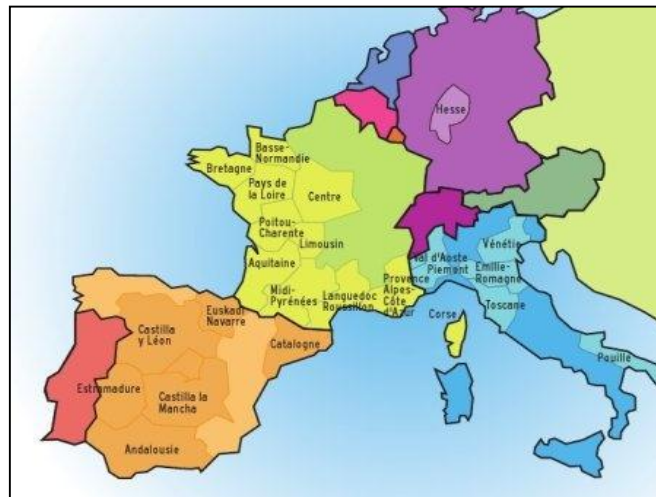 Hesse
Basse-
Normandie
Bretagne
Pays de
la Loire
Centre
Poitou-
Charente
Limousin
Aquitaine
Midi-
Pyrénées
Languedoc
Roussillon
Provence
Alpes-
Côte
d'Azur
Val d'Aoste
Piemont
Vénétie
Emilie-
Romagne
Toscane
Corse
Pouille
Euskadi
Navarre
Castilla
y Léon
Catalogne
Estremadure
Castilla la
Mancha
Andalousie